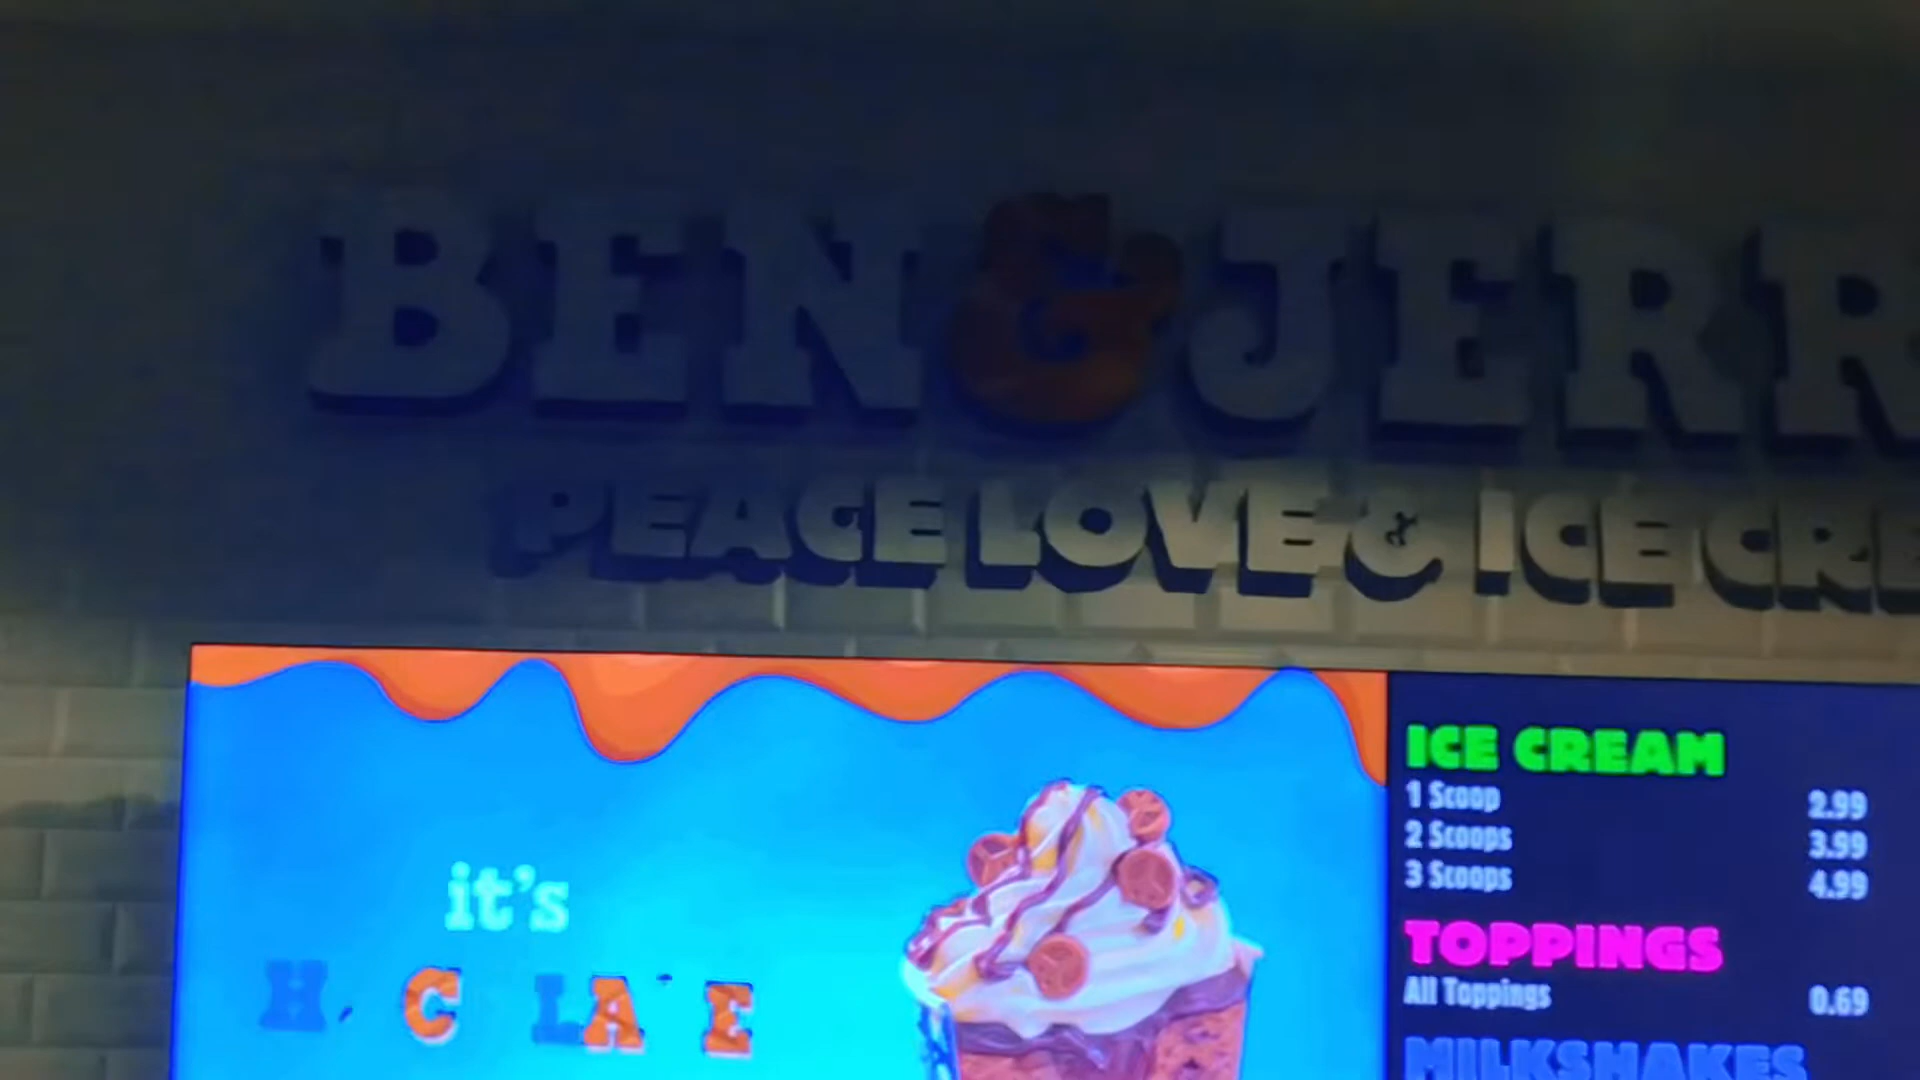 BEN & JERR
PEACE LOVE & ICE CRE
it's
ICE CREAM
1 Scoop 2.99
2 Scoops 3.99
3 Scoops 4.99
TOPPINGS
All Toppings 0.69
MILKSHAKES